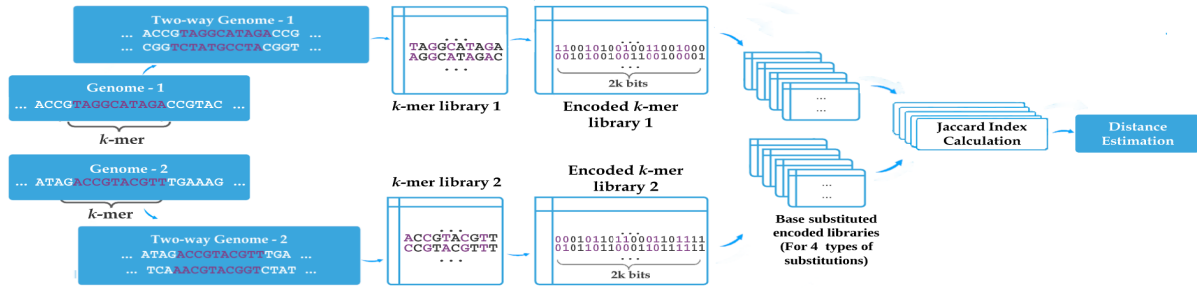 Two-way Genome - 1
... ACCGTAGGCATAGACCG ...
... CGGTCTATGCCTACGGT ...
Genome - 1
... ACCGTAGGCATAGACCGTAC ...
k-mer
...
TAGGCATAGA
AGGCATAGAC
...
k-mer library 1
...
11001010010011001000
00101001001100100001
...
2k bits
Encoded k-mer
library 1
Genome - 2
... ATAGACCGTACGTTTGAAAG ...
k-mer
Two-way Genome - 2
... ATAGACCGTACGTTTGA ...
... TCAAACGTACGGTCTAT ...
k-mer library 2
...
ACCGTACGTT
CCGTACGTTT
...
Encoded k-mer
library 2
...
00010110110001101111
01011011000110111111
...
2k bits
...
...
...
...
Base substituted
encoded libraries
(For 4 types of
substitutions)
Jaccard Index
Calculation
Distance
Estimation